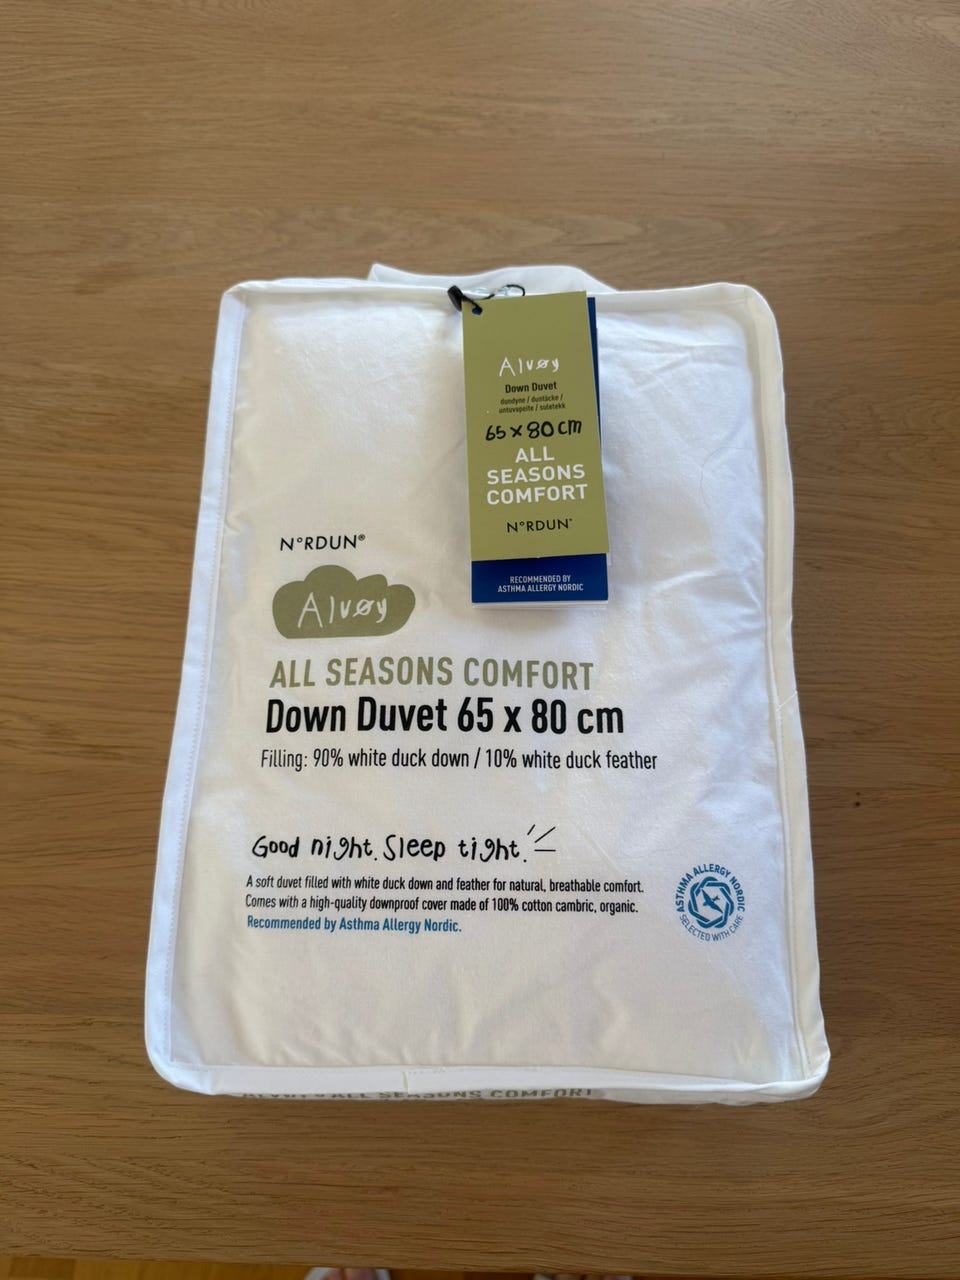 Alvøy
Down Duvet
dundyne / duntäcke /
untuvapeite / suletekk
65 x 80 cm
ALL
SEASONS
COMFORT
N°RDUN®
RECOMMENDED BY
ASTHMA ALLERGY NORDIC
N°RDUN®
Alvøy
ALL SEASONS COMFORT
Down Duvet 65 x 80 cm
Filling: 90% white duck down / 10% white duck feather
Good night. Sleep tight.
A soft duvet filled with white duck down and feather for natural, breathable comfort.
Comes with a high-quality downproof cover made of 100% cotton cambric, organic.
Recommended by Asthma Allergy Nordic.
ASTHMA ALLERGY NORDIC
SELECTED WITH CARE
ALL SEASONS COMFORT